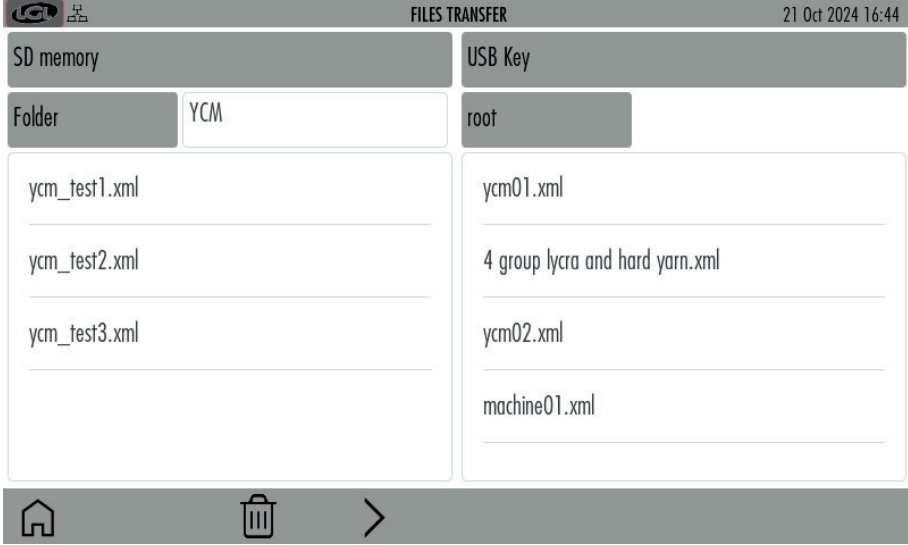 LGL FILES TRANSFER 21 Oct 2024 16:44
SD memory
Folder YCM
ycm_test1.xml
ycm_test2.xml
ycm_test3.xml
USB Key
root
ycm01.xml
4 group lycra and hard yarn.xml
ycm02.xml
machine01.xml